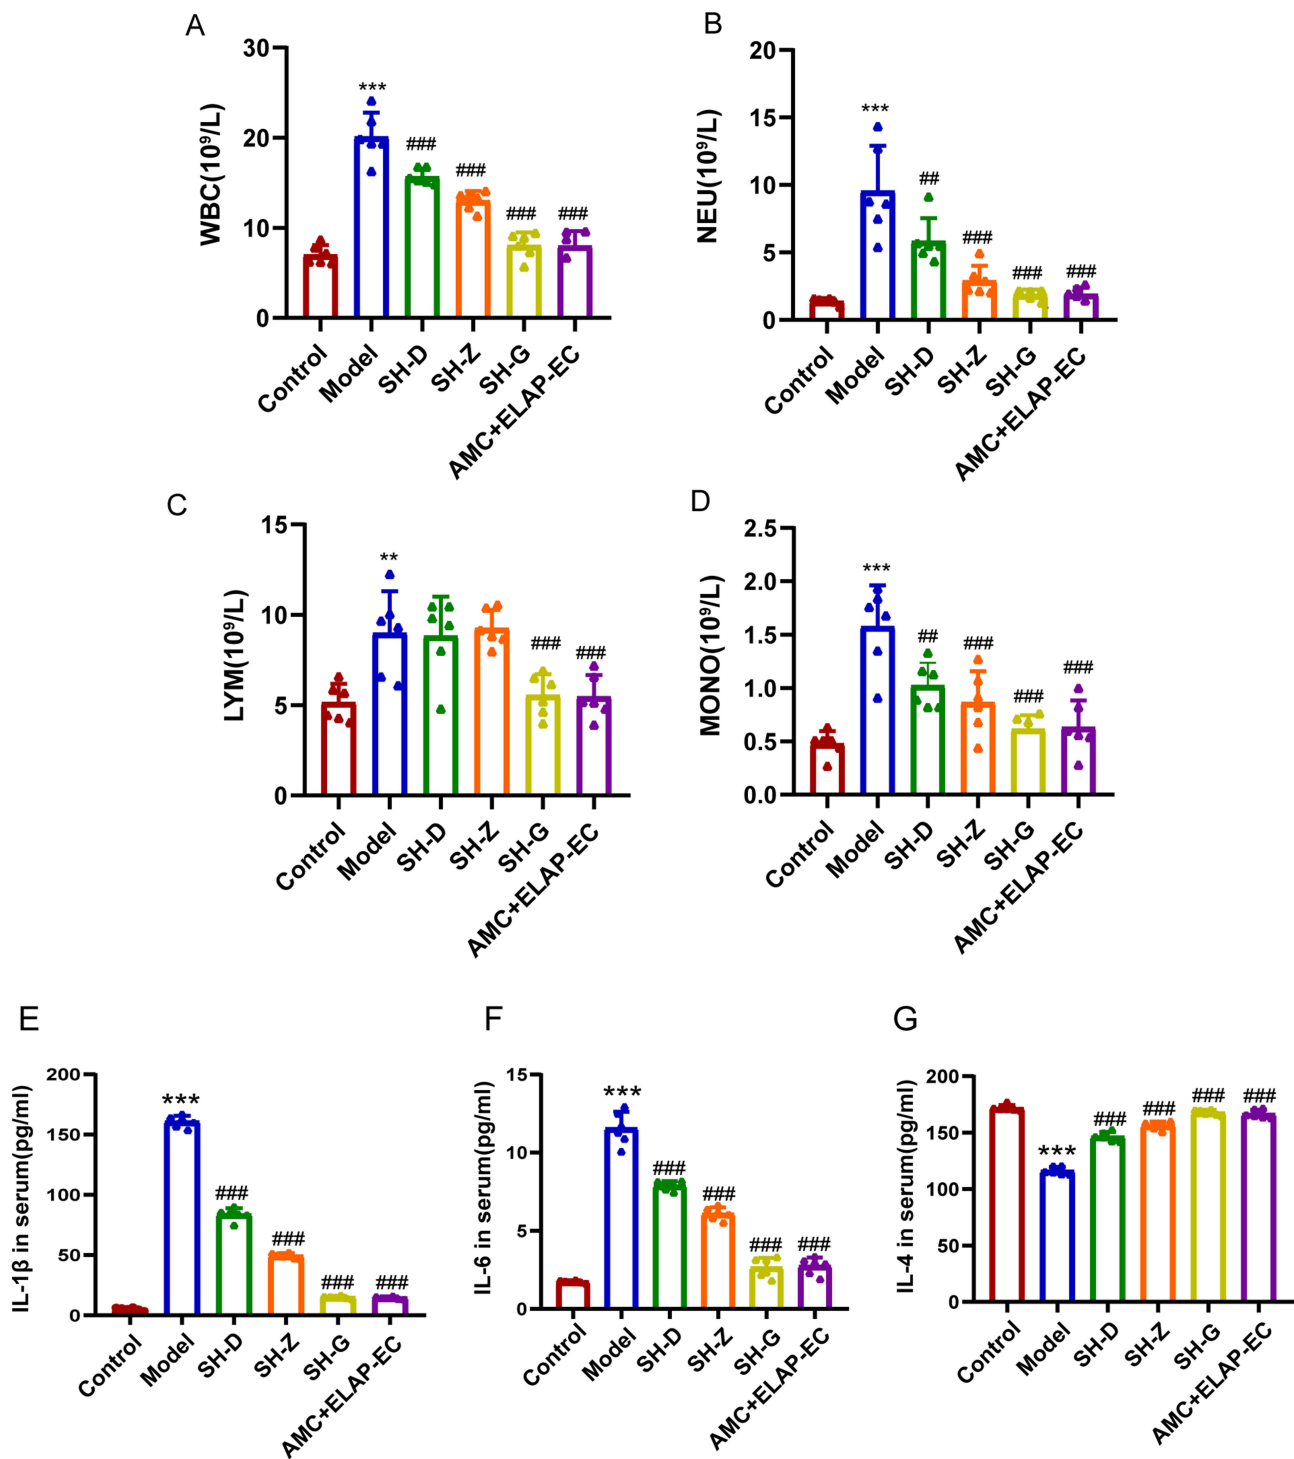 A
WBC(10⁹/L)
30
20
10
0
***
###
###
###
###
Control
Model
SH-D
SH-Z
SH-G
AMC+ELAP-EC
B
NEU(10⁹/L)
20
15
10
5
0
***
##
###
###
###
Control
Model
SH-D
SH-Z
SH-G
AMC+ELAP-EC
C
LYM(10⁹/L)
15
10
5
0
**
###
###
Control
Model
SH-D
SH-Z
SH-G
AMC+ELAP-EC
D
MONO(10⁹/L)
2.5
2.0
1.5
1.0
0.5
0.0
***
##
###
###
###
Control
Model
SH-D
SH-Z
SH-G
AMC+ELAP-EC
E
IL-1β in serum(pg/ml)
200
150
100
50
0
***
###
###
###
###
Control
Model
SH-D
SH-Z
SH-G
AMC+ELAP-EC
F
IL-6 in serum(pg/ml)
15
10
5
0
***
###
###
###
###
Control
Model
SH-D
SH-Z
SH-G
AMC+ELAP-EC
G
IL-4 in serum(pg/ml)
200
150
100
50
0
***
###
###
###
###
Control
Model
SH-D
SH-Z
SH-G
AMC+ELAP-EC